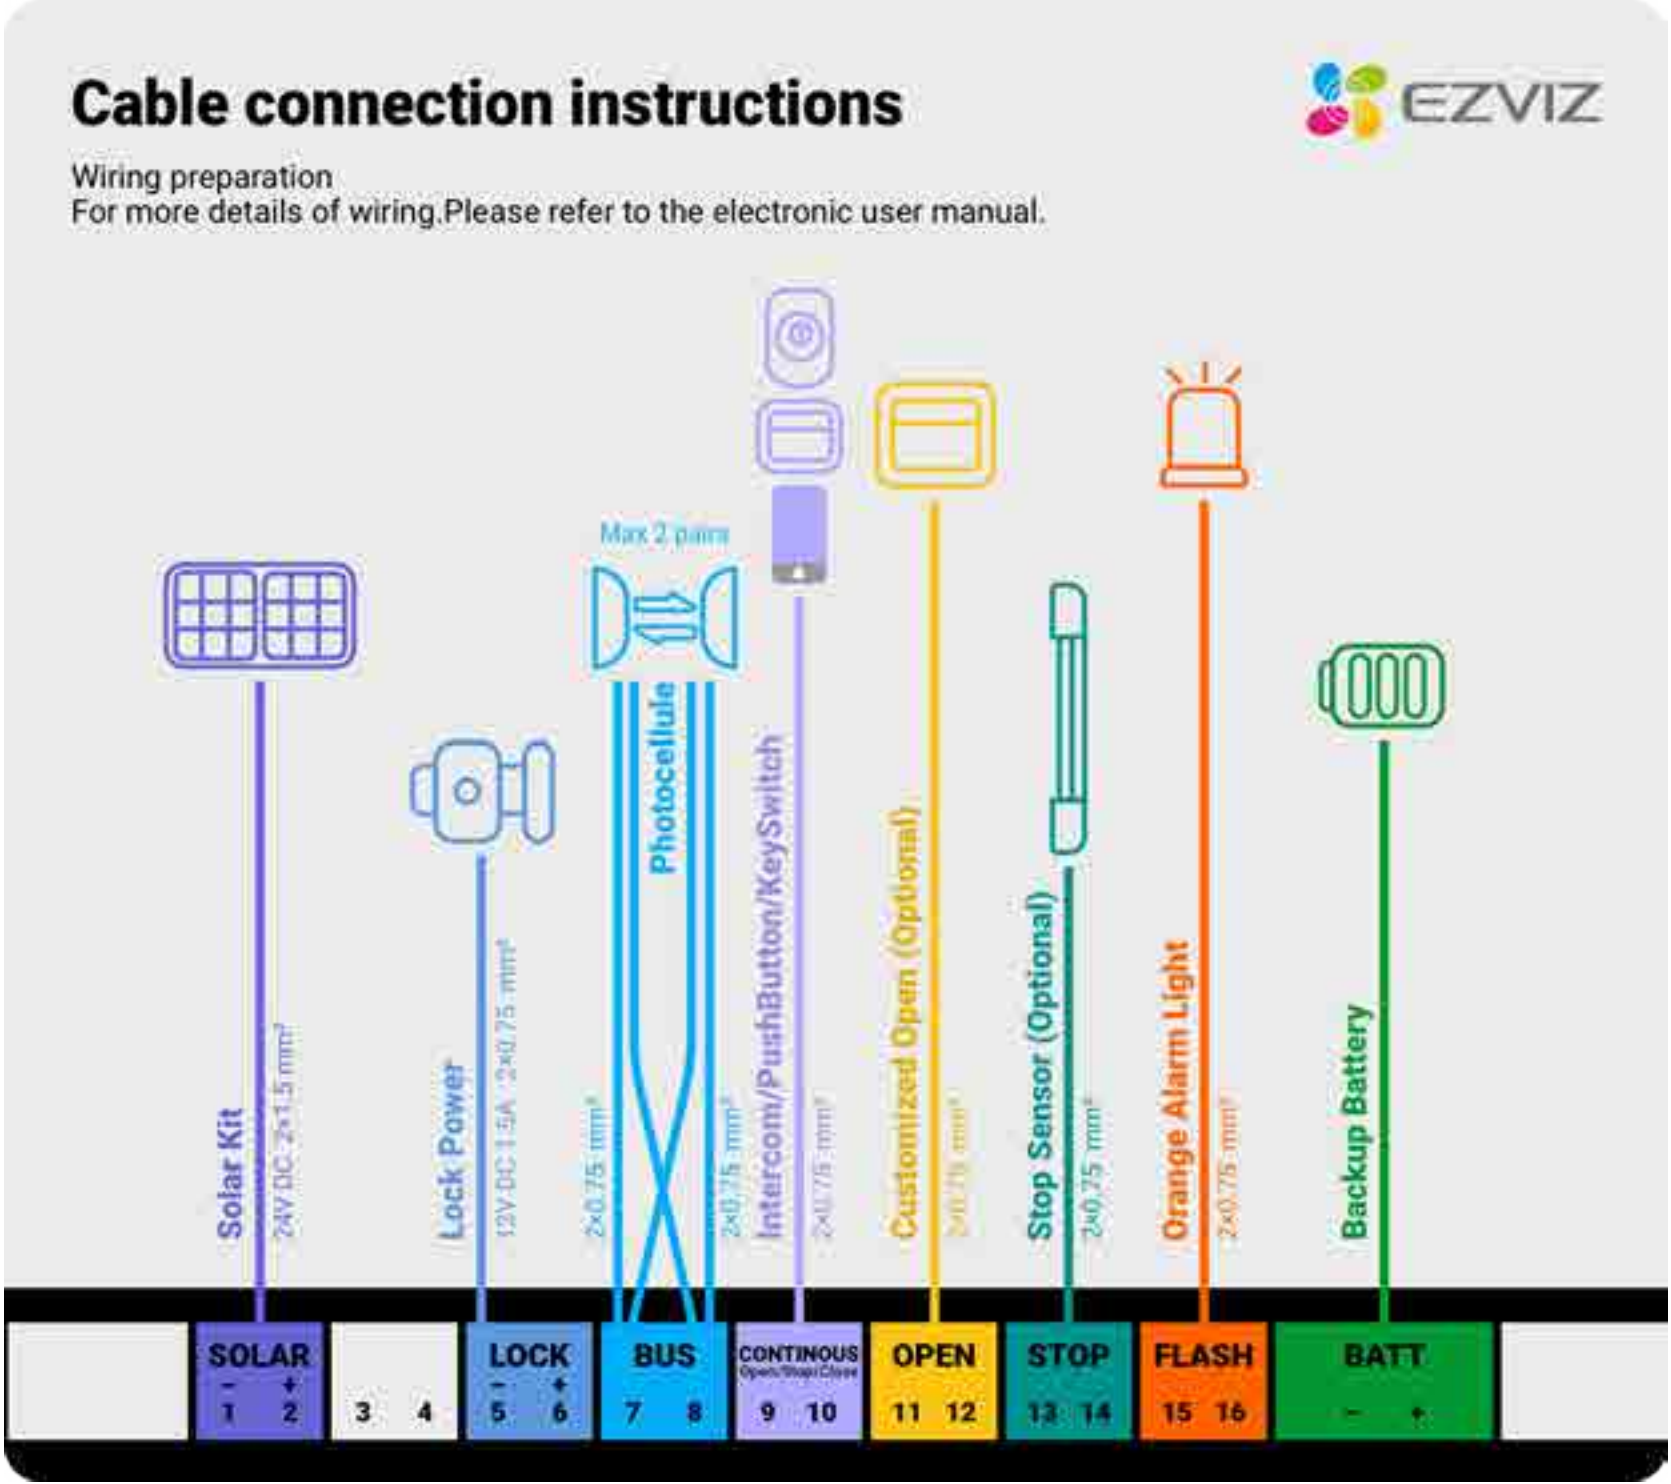 Cable connection instructions
EZVIZ
Wiring preparation
For more details of wiring.Please refer to the electronic user manual.
Max 2 pairs
Solar Kit
24V DC 2×1.5 mm²
Lock Power
12V DC 1.5A 2×0.75 mm²
2×0.75 mm²
Photocellule
2×0.75 mm²
Intercom/PushButton/KeySwitch
2×0.75 mm²
Customized Open (Optional)
2×0.75 mm²
Stop Sensor (Optional)
2×0.75 mm²
Orange Alarm Light
2×0.75 mm²
Backup Battery
SOLAR
- +
1 2
3 4
LOCK
- +
5 6
BUS
7 8
CONTINOUS
Open/Stop/Close
9 10
OPEN
11 12
STOP
13 14
FLASH
15 16
BATT
- +